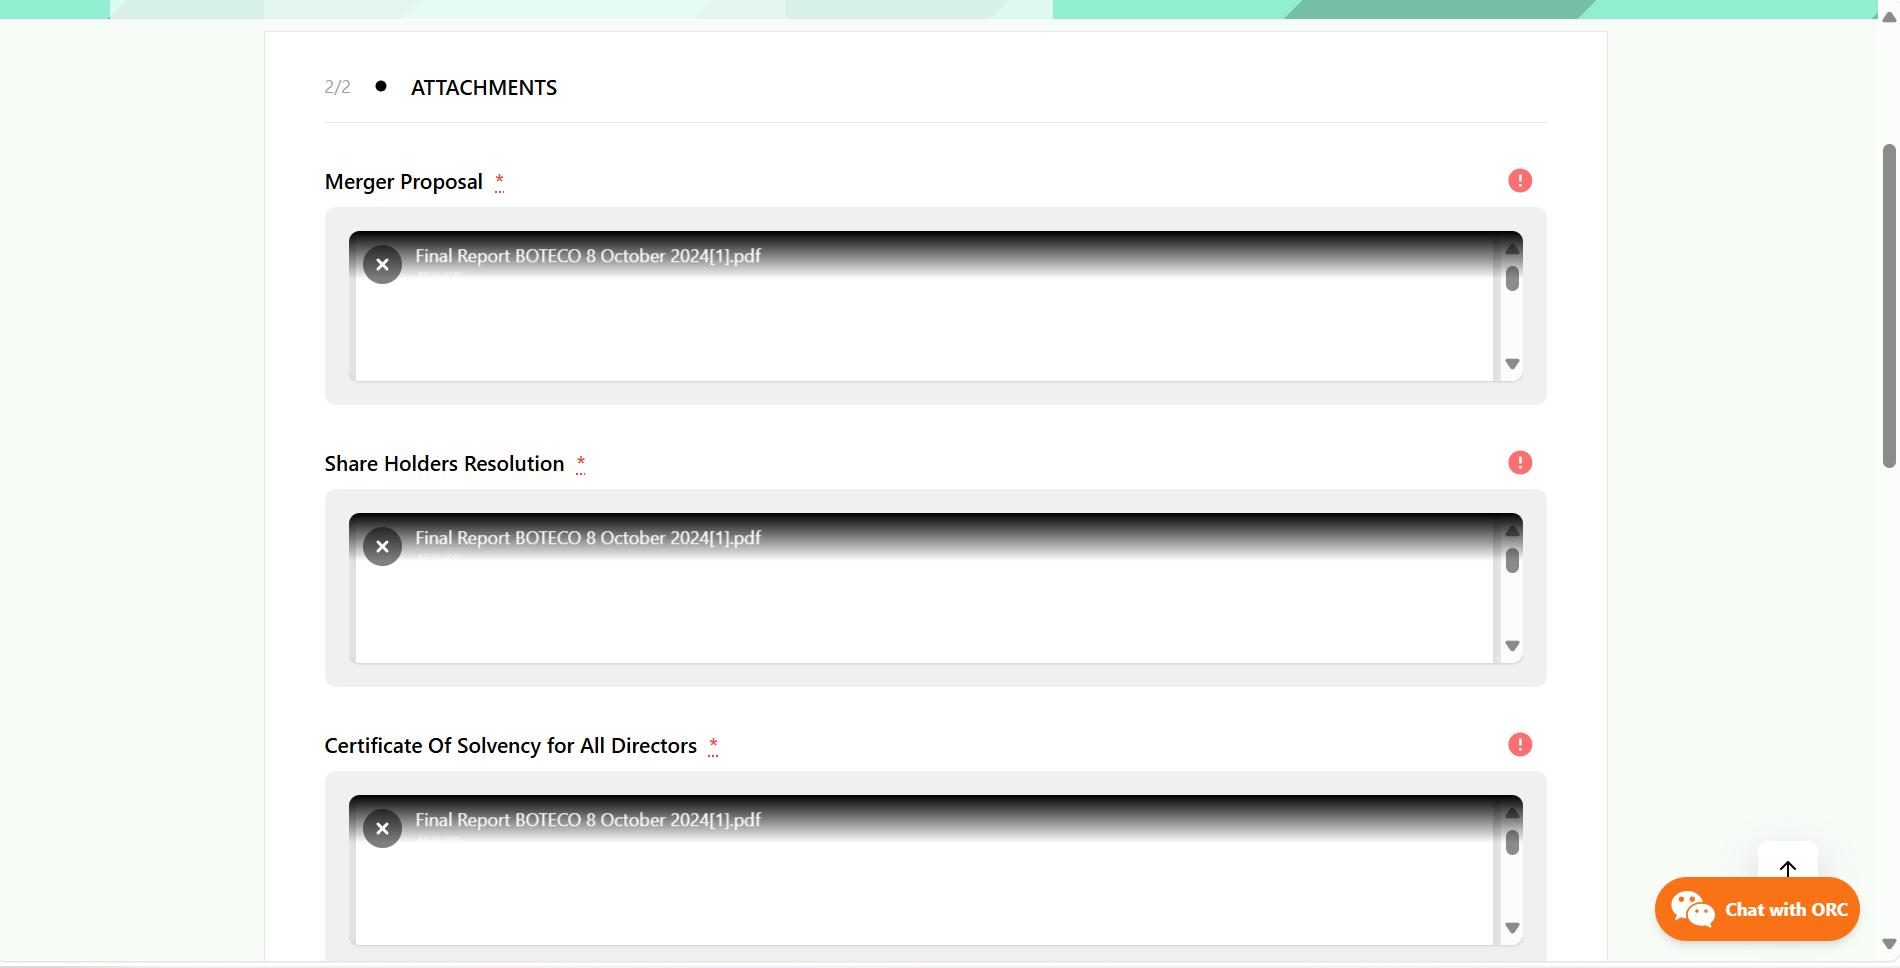 2/2 ATTACHMENTS
Merger Proposal *
Final Report BOTECO 8 October 2024[1].pdf
Share Holders Resolution *
Final Report BOTECO 8 October 2024[1].pdf
Certificate Of Solvency for All Directors *
Final Report BOTECO 8 October 2024[1].pdf
Chat with ORC